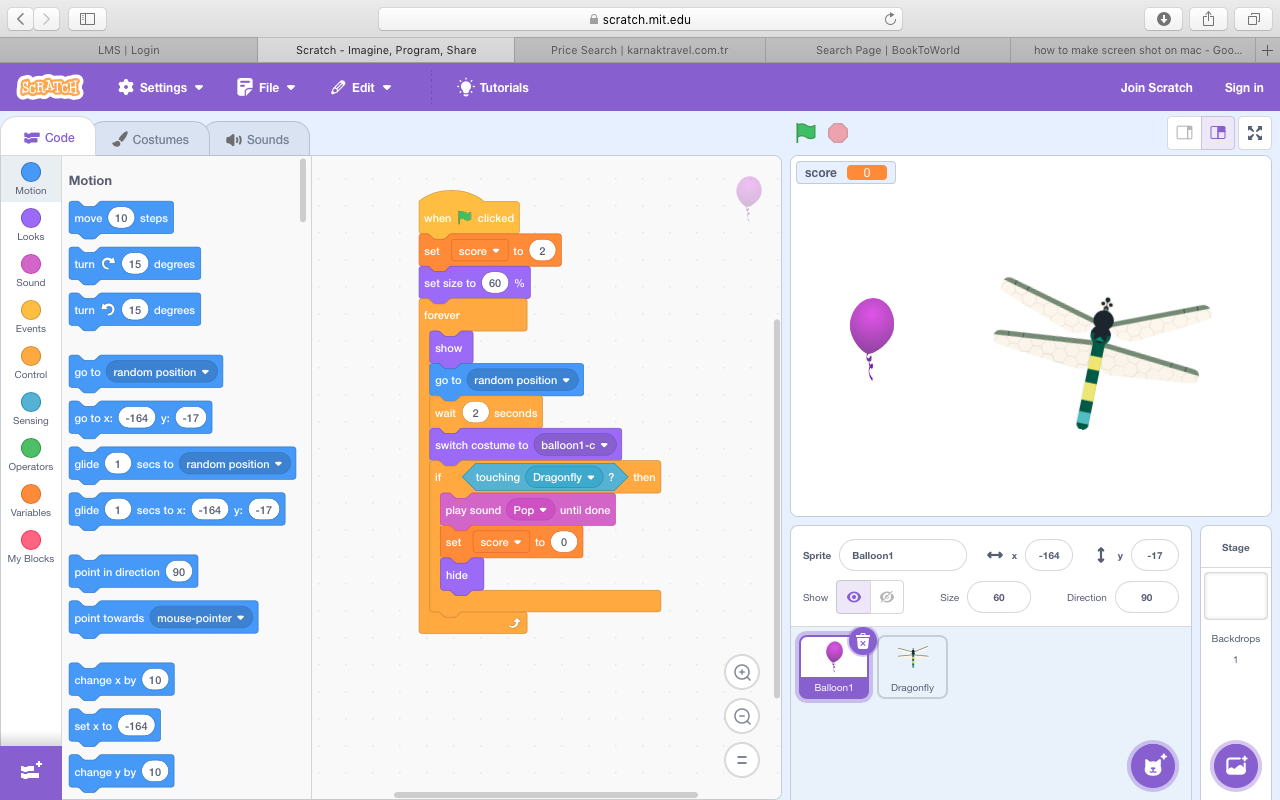 scratch.mit.edu
LMS | Login
Scratch - Imagine, Program, Share
Price Search | karnaktravel.com.tr
Search Page | BookToWorld
how to make screen shot on mac - Goo...
SCRATCH
Settings
File
Edit
Tutorials
Join Scratch
Sign in
Code
Costumes
Sounds
Motion
Looks
Sound
Events
Control
Sensing
Operators
Variables
My Blocks
Motion
move 10 steps
turn 15 degrees
turn 15 degrees
go to random position
go to x: -164 y: -17
glide 1 secs to random position
glide 1 secs to x: -164 y: -17
point in direction 90
point towards mouse-pointer
change x by 10
set x to -164
change y by 10
when clicked
set score to 2
set size to 60 %
forever
show
go to random position
wait 2 seconds
switch costume to balloon1-c
if touching Dragonfly ? then
play sound Pop until done
set score to 0
hide
score 0
Sprite Balloon1 x -164 y -17
Show Size 60 Direction 90
Balloon1
Dragonfly
Stage
Backdrops
1